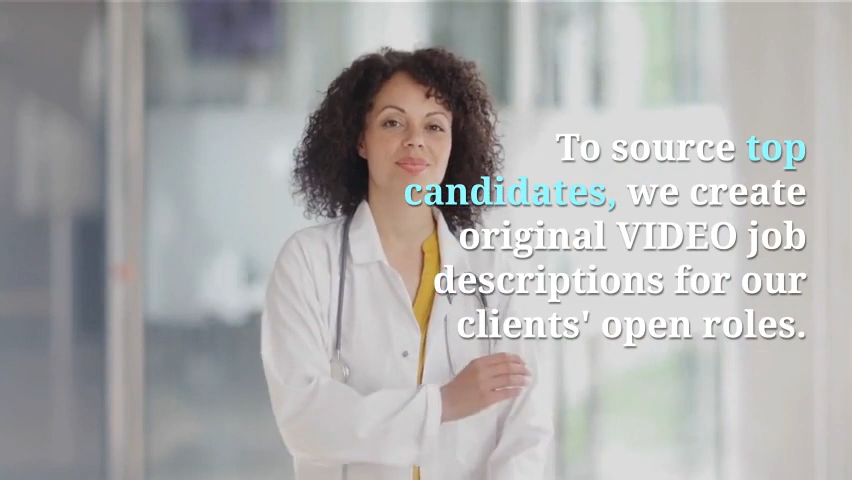 To source top
candidates, we create
original VIDEO job
descriptions for our
clients' open roles.